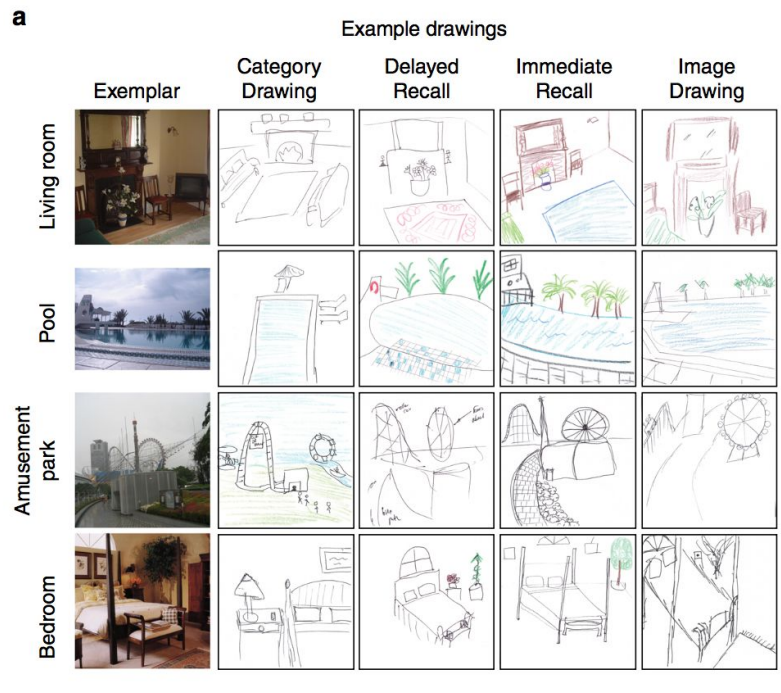 a
Example drawings
Exemplar
Category
Drawing
Delayed
Recall
Immediate
Recall
Image
Drawing
Living room
Pool
Amusement
park
Bedroom